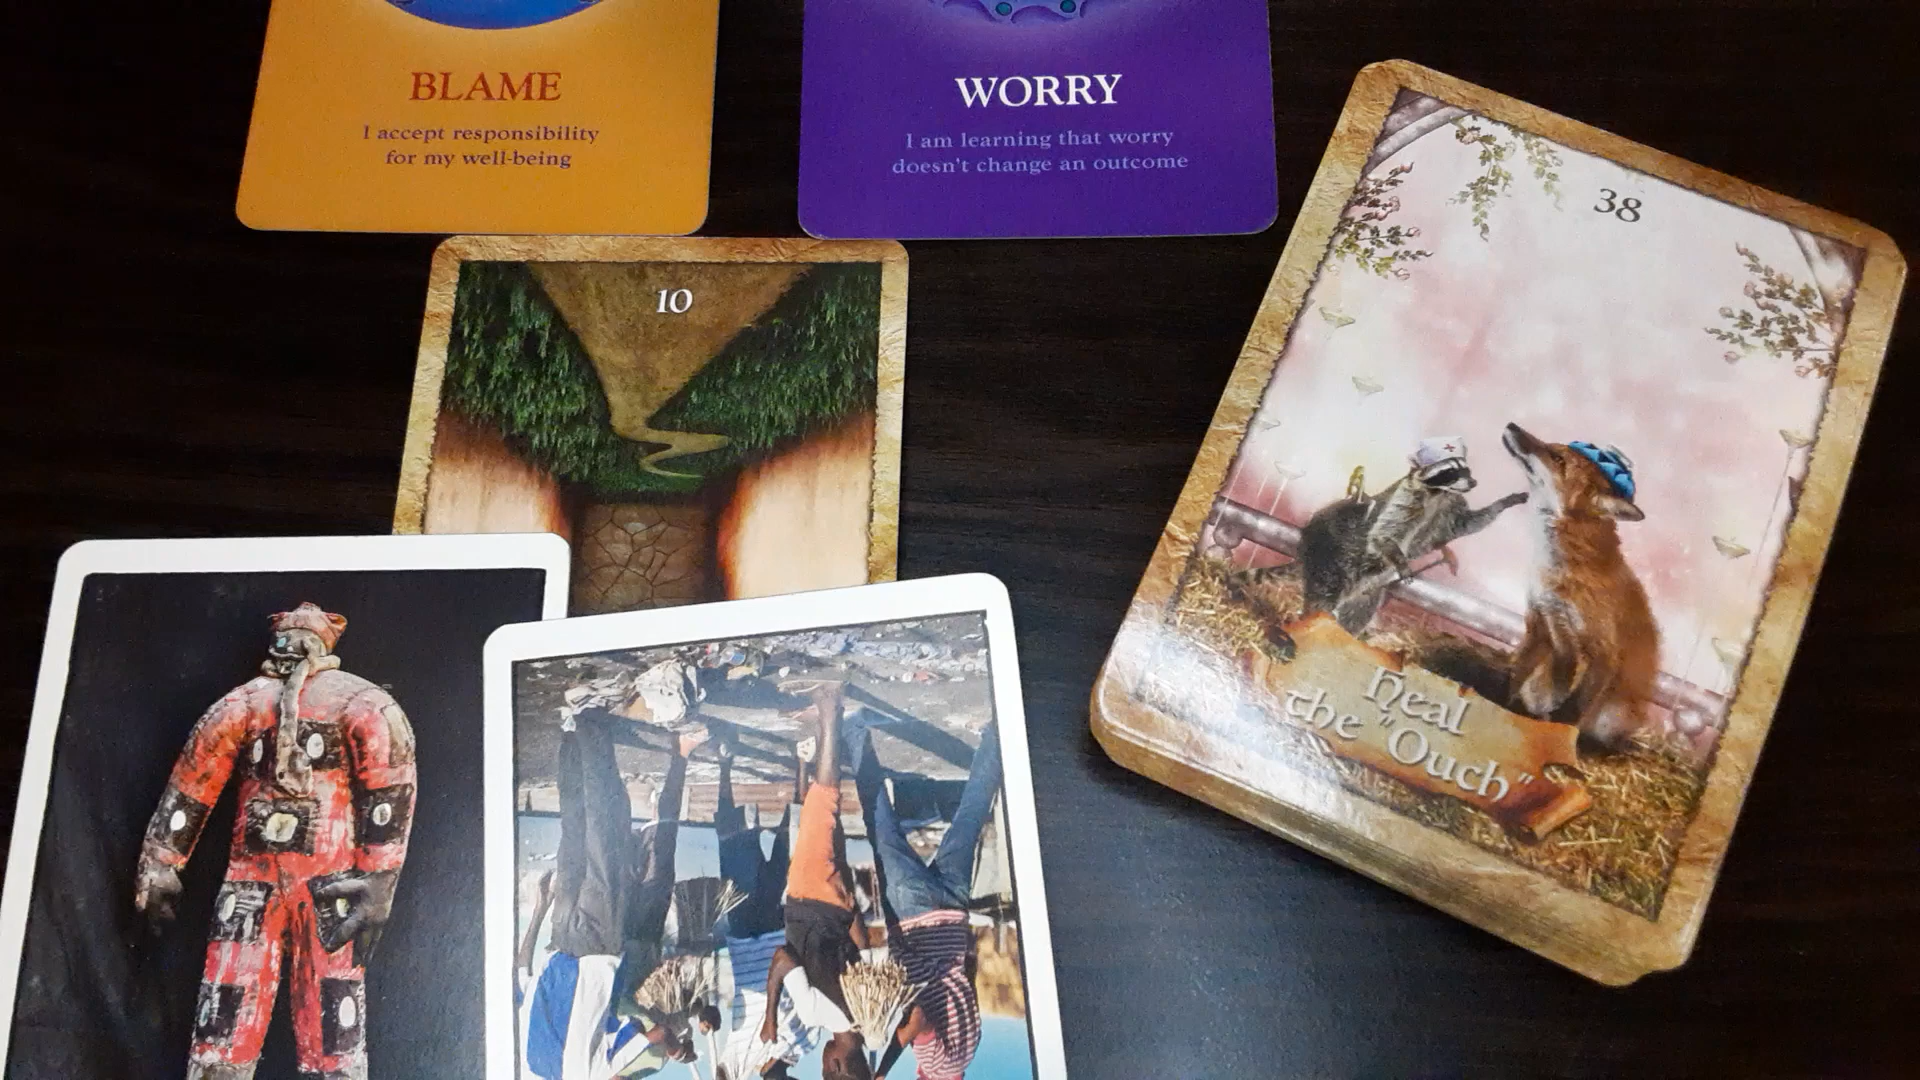 BLAME
I accept responsibility
for my well-being
WORRY
I am learning that worry
doesn't change an outcome
10
38
Heal
the "Ouch"